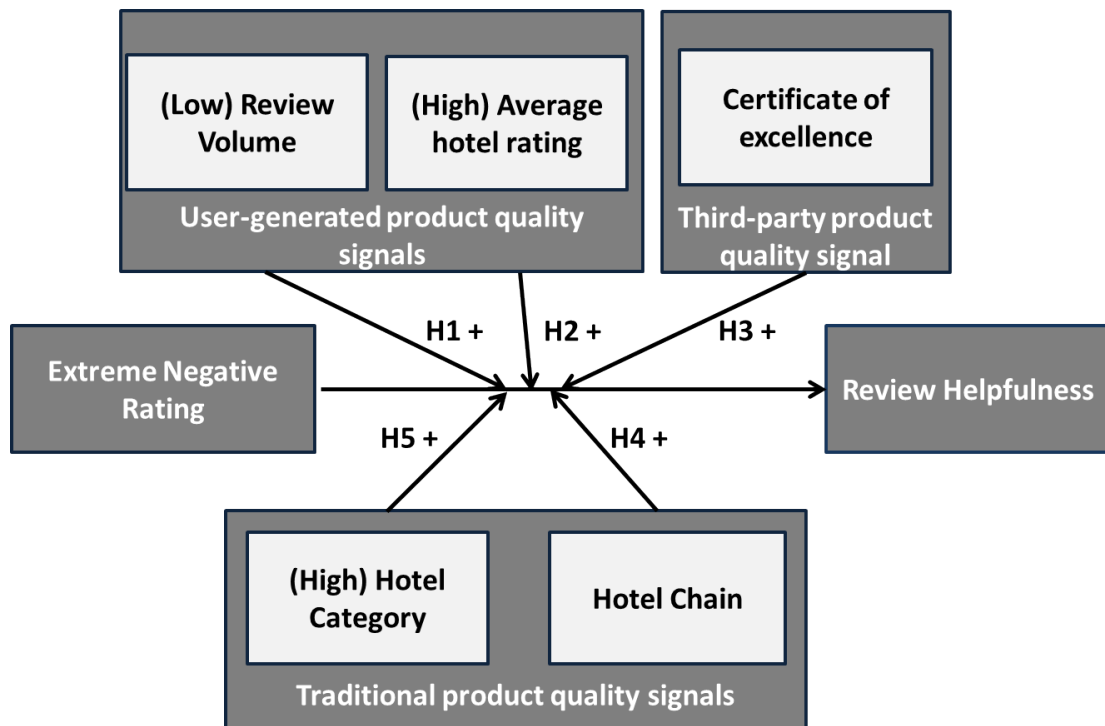 (Low) Review
Volume
(High) Average
hotel rating
User-generated product quality
signals
Certificate of
excellence
Third-party product
quality signal
H1 +
H2 +
H3 +
Extreme Negative
Rating
Review Helpfulness
H5 +
H4 +
(High) Hotel
Category
Hotel Chain
Traditional product quality signals